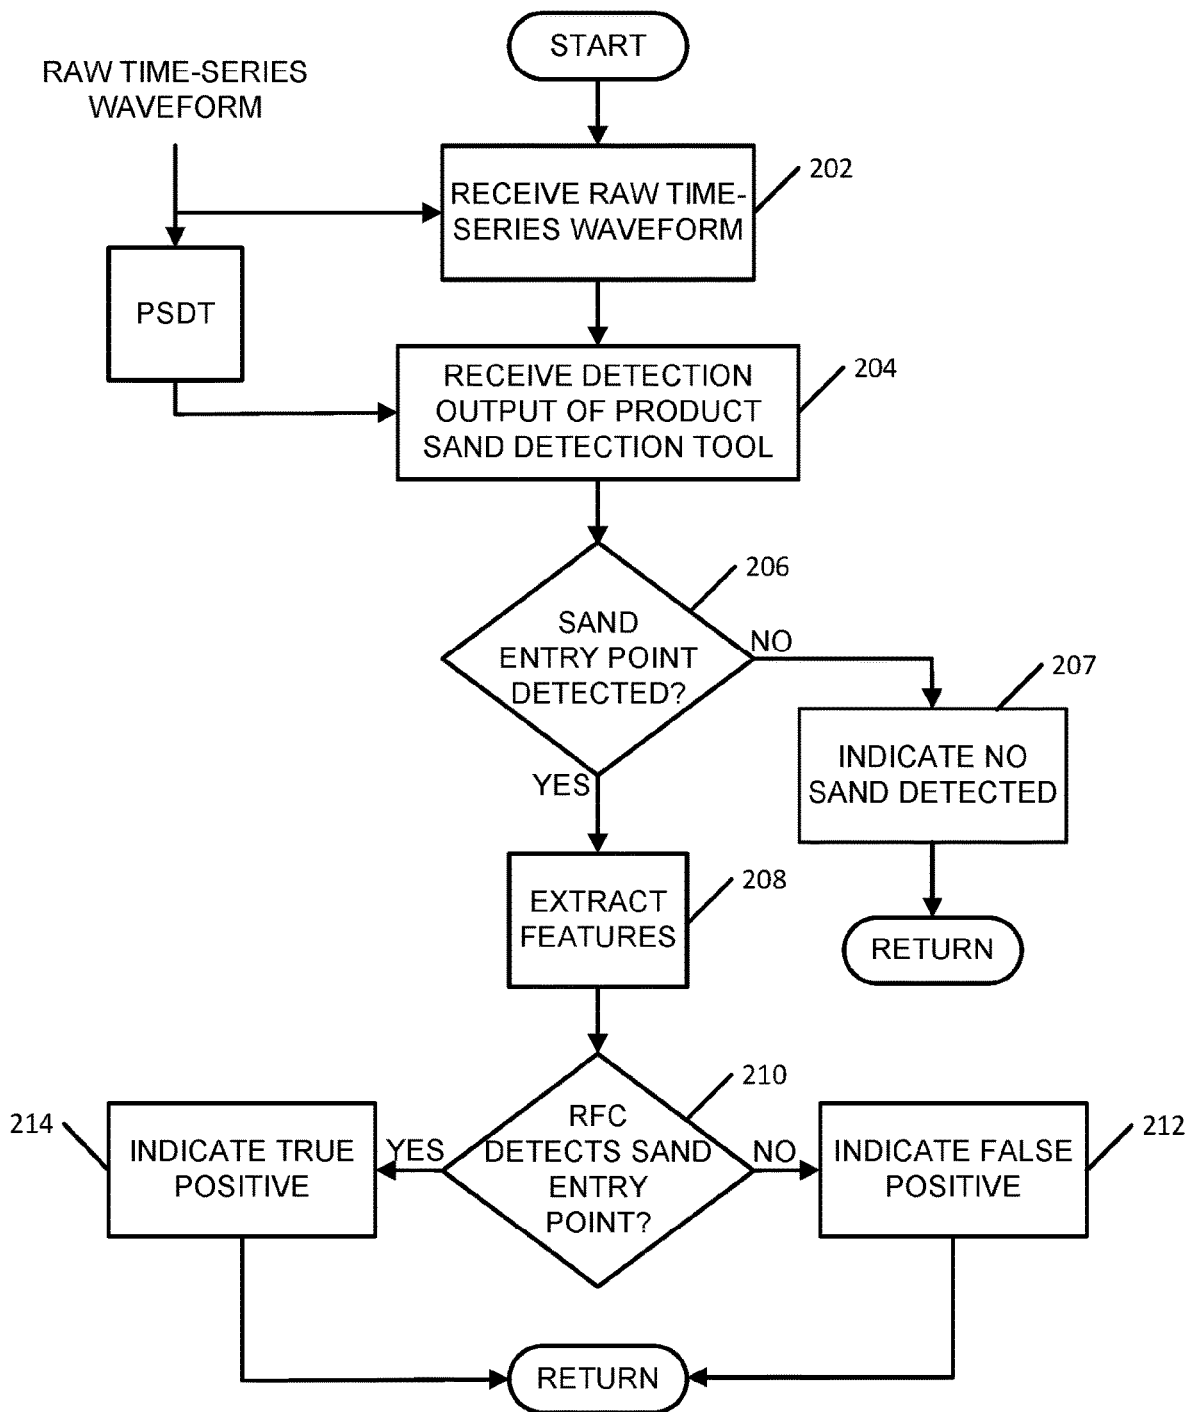 START
RAW TIME-SERIES
WAVEFORM
202
RECEIVE RAW TIME-
SERIES WAVEFORM
PSDT
204
RECEIVE DETECTION
OUTPUT OF PRODUCT
SAND DETECTION TOOL
206
SAND
ENTRY POINT
DETECTED?
NO
207
INDICATE NO
SAND DETECTED
YES
208
EXTRACT
FEATURES
RETURN
210
RFC
DETECTS SAND
ENTRY
POINT?
214
INDICATE TRUE
POSITIVE
YES
NO
212
INDICATE FALSE
POSITIVE
RETURN